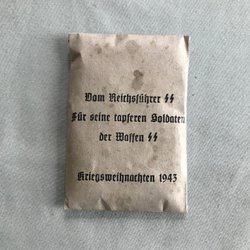 Vom Reichsführer SS
Für seine tapferen Soldaten
der Waffen SS
Kriegsweihnachten 1943